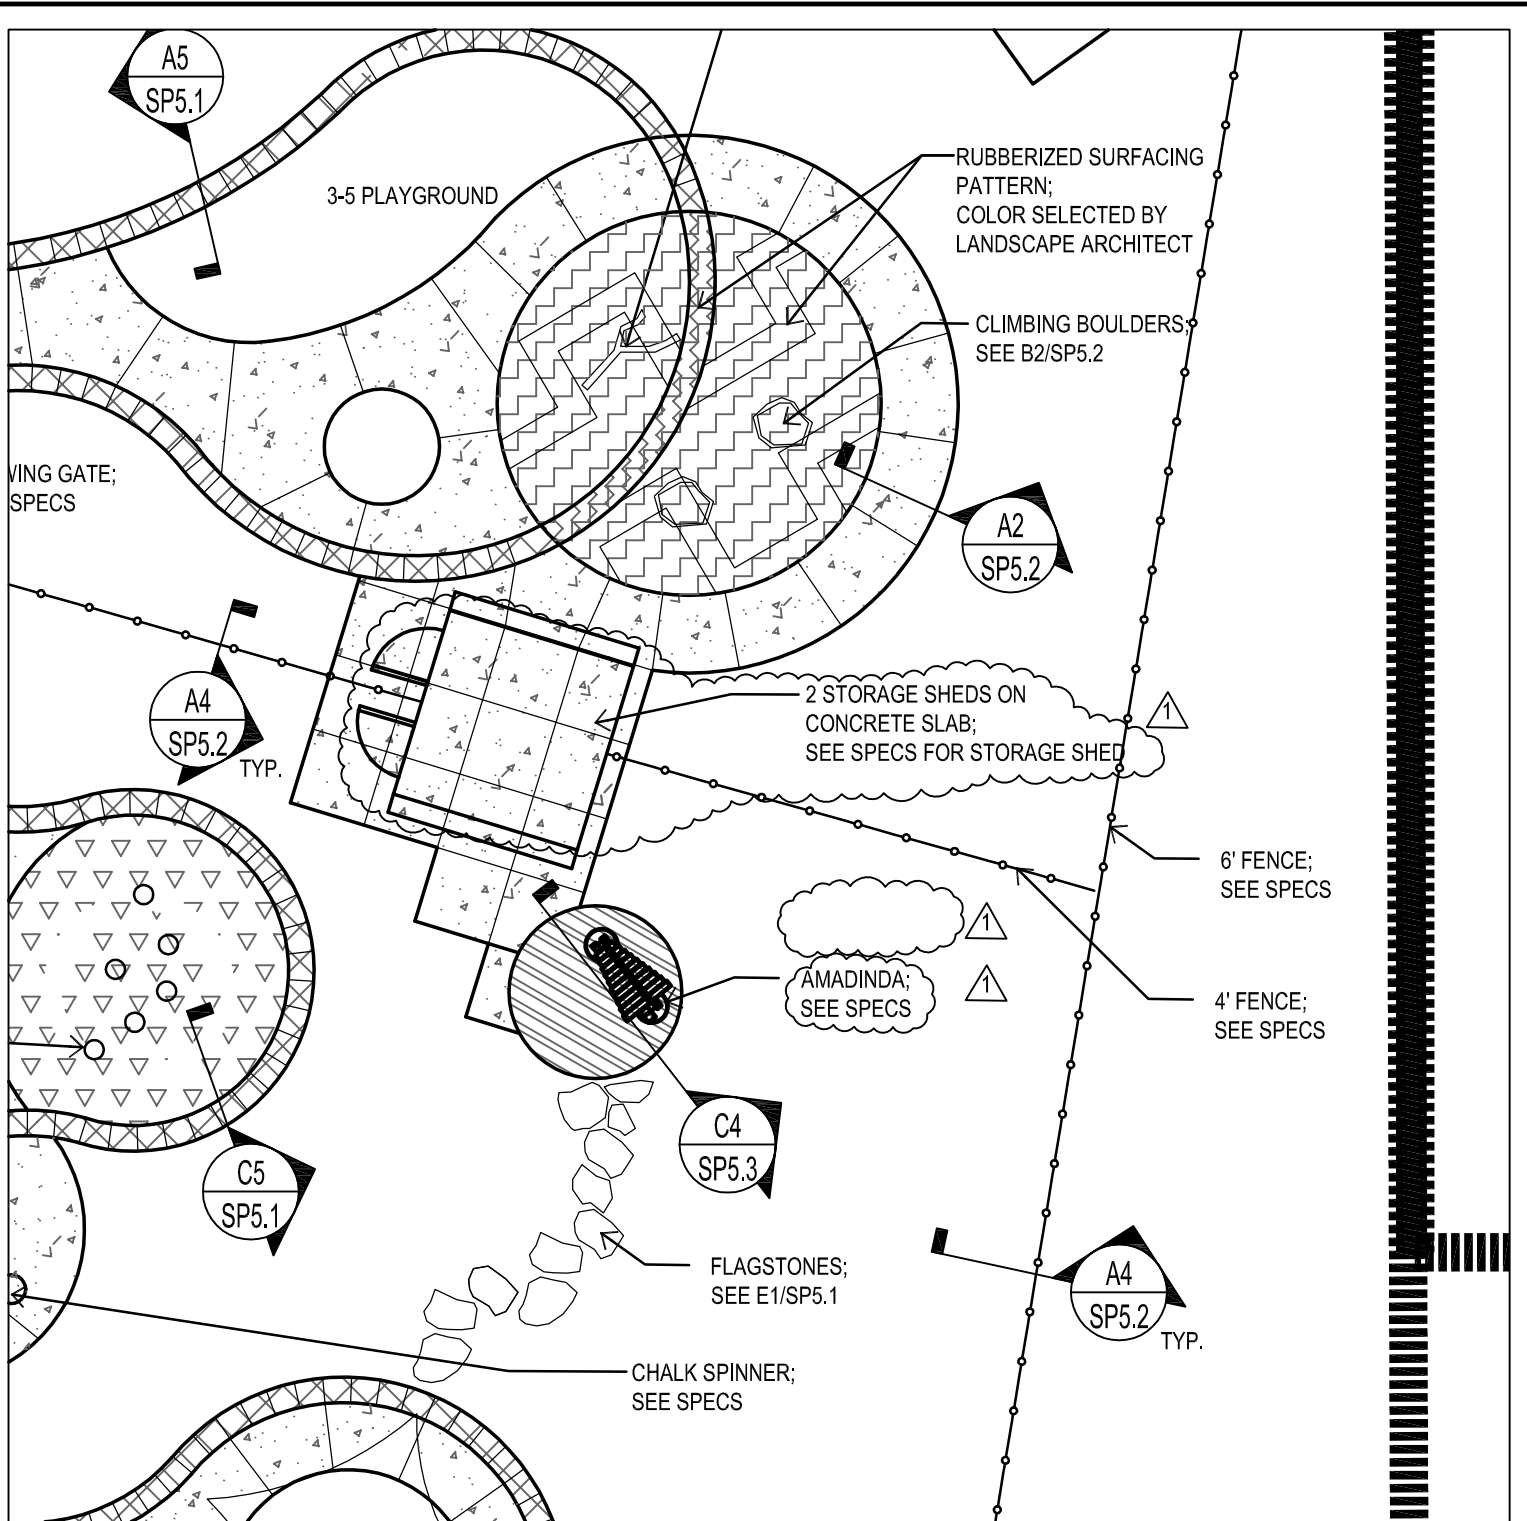 A5
SP5.1
3-5 PLAYGROUND
RUBBERIZED SURFACING
PATTERN;
COLOR SELECTED BY
LANDSCAPE ARCHITECT
CLIMBING BOULDERS;
SEE B2/SP5.2
WING GATE;
SPECS
A2
SP5.2
A4
SP5.2
TYP.
2 STORAGE SHEDS ON
CONCRETE SLAB;
SEE SPECS FOR STORAGE SHED
1
6' FENCE;
SEE SPECS
1
AMADINDA;
SEE SPECS
1
4' FENCE;
SEE SPECS
C4
SP5.3
C5
SP5.1
FLAGSTONES;
SEE E1/SP5.1
A4
SP5.2
TYP.
CHALK SPINNER;
SEE SPECS